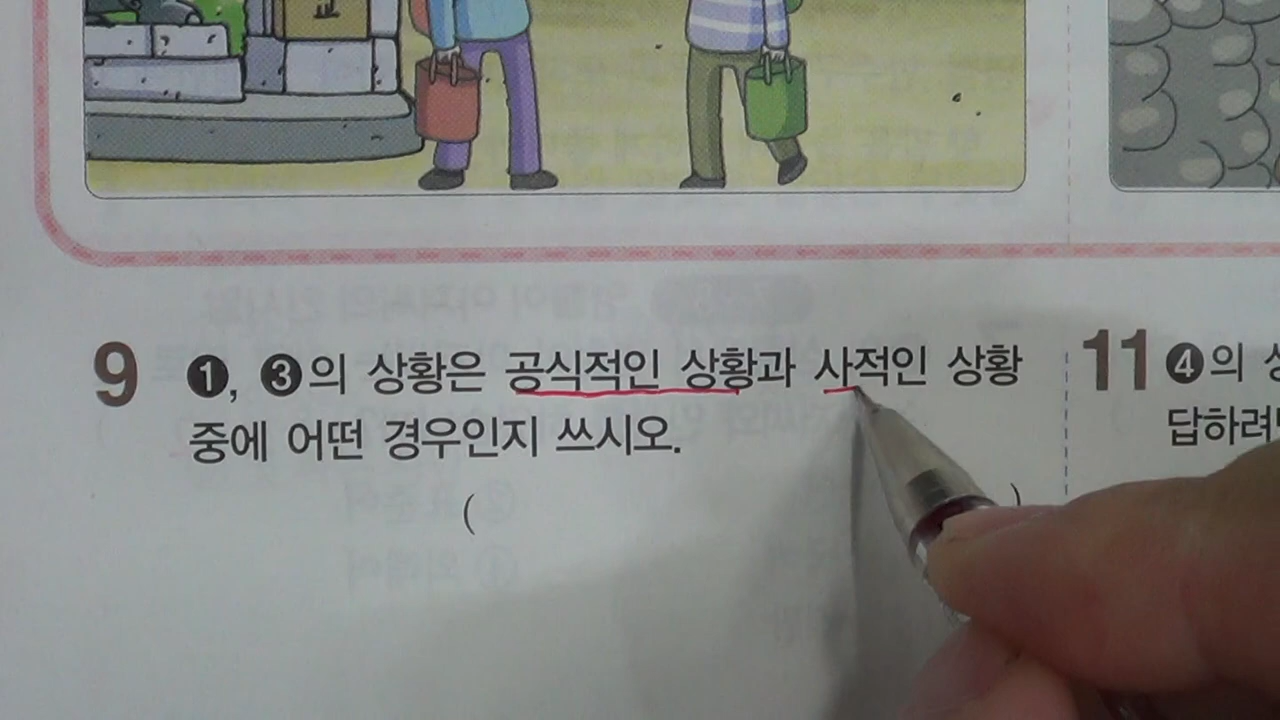 교
9 ❶, ❸의 상황은 공식적인 상황과 사적인 상황
중에 어떤 경우인지 쓰시오.
( )
11 ❹의
답하려